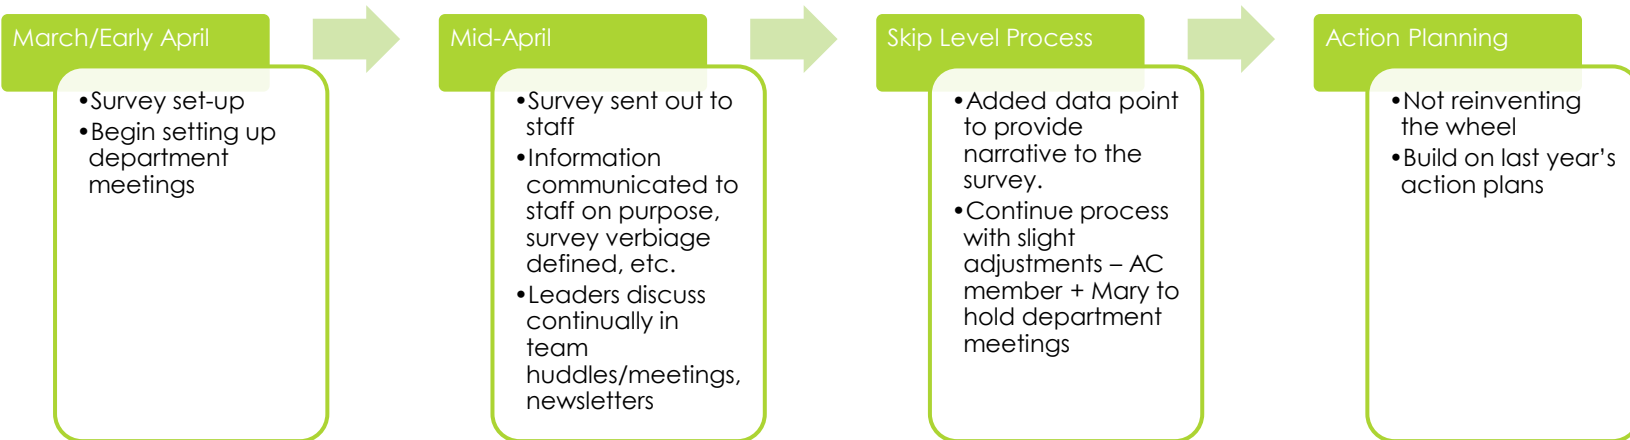 March/Early April
•Survey set-up
•Begin setting up
department
meetings
Mid-April
•Survey sent out to
staff
•Information
communicated to
staff on purpose,
survey verbiage
defined, etc.
•Leaders discuss
continually in
team
huddles/meetings,
newsletters
Skip Level Process
•Added data point
to provide
narrative to the
survey.
•Continue process
with slight
adjustments – AC
member + Mary to
hold department
meetings
Action Planning
•Not reinventing
the wheel
•Build on last year’s
action plans